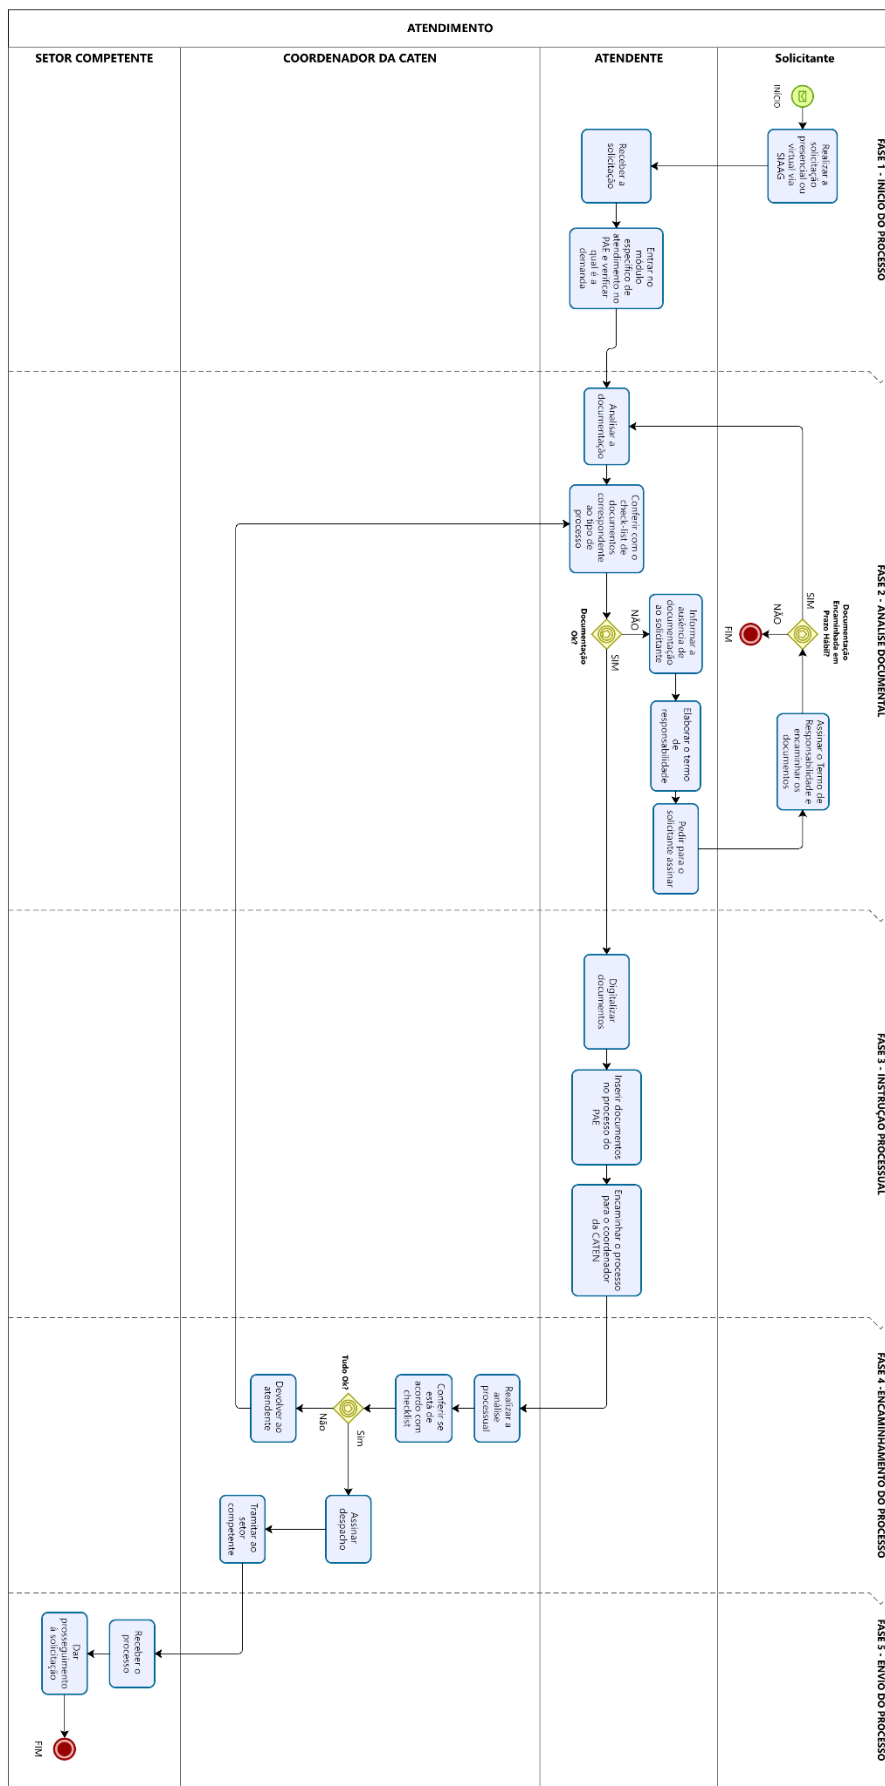 ATENDIMENTO
SETOR COMPETENTE
COORDENADOR DA CATEN
ATENDENTE
Solicitante
FASE 1 - INICIO DO PROCESSO
INÍCIO
Realizar a
solicitação
presencial ou
virtual via
SIAAG
Receber a
solicitação
Entrar no
módulo
específico de
atendimento no
PAE e verificar
qual é a
demanda
FASE 2 - ANALISE DOCUMENTAL
Analisar a
documentação
Conferir com o
check-list de
documentos
correspondente
ao tipo de
processo
Documentação
Ok?
NÃO
SIM
Informar a
ausência de
documentação
ao solicitante
Elaborar o termo
de
responsabilidade
Pedir para o
solicitante assinar
Assinar o Termo de
Responsabilidade e
encaminhar os
documentos
Documentação
Encaminhada em
Prazo Hábil?
SIM
NÃO
FIM
FASE 3 - INSTRUÇAO PROCESSUAL
Digitalizar
documentos
Inserir documentos
no processo do
PAE
Encaminhar o processo
para o coordenador
da CATEN
FASE 4 -ENCAMINHAMENTO DO PROCESSO
Realizar a
análise
processual
Conferir se
está de
acordo com
checklist
Tudo Ok?
Não
Sim
Devolver ao
atendente
Assinar
despacho
Tramitar ao
setor
competente
FASE 5 - ENVIO DO PROCESSO
Receber o
processo
Dar
prosseguimento
à solicitação
FIM